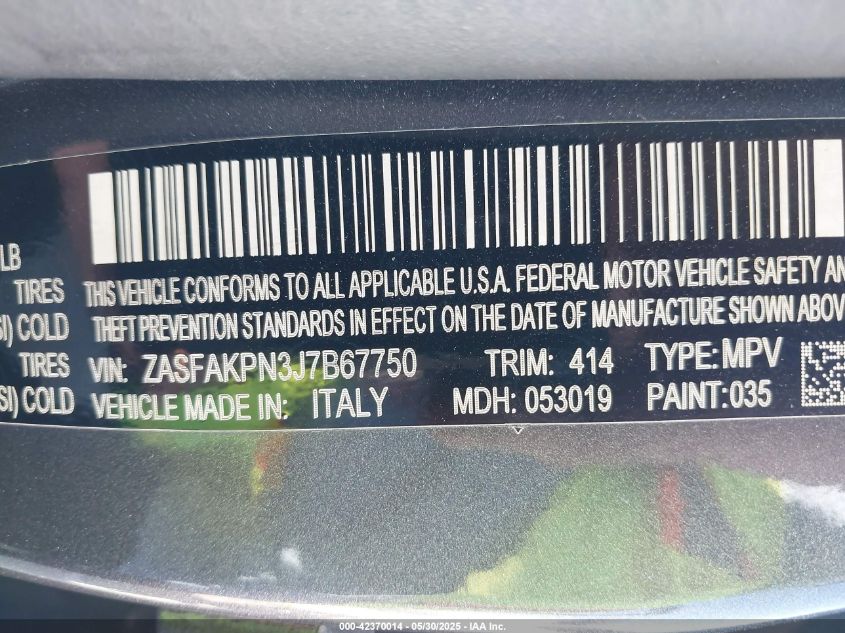 LB
TIRES
SI) COLD
TIRES
SI) COLD
THIS VEHICLE CONFORMS TO ALL APPLICABLE U.S.A. FEDERAL MOTOR VEHICLE SAFETY AN
THEFT PREVENTION STANDARDS IN EFFECT ON THE DATE OF MANUFACTURE SHOWN ABOV
VIN: ZASFAKPN3J7B67750 TRIM: 414 TYPE: MPV
VEHICLE MADE IN: ITALY MDH: 053019 PAINT:035
000-42370014 - 05/30/2025 - IAA Inc.